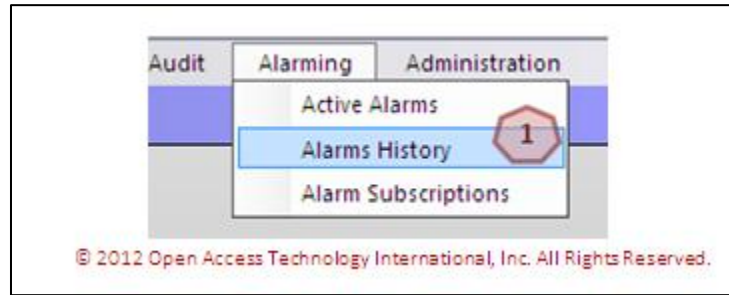 Audit Alarming Administration
Active Alarms
Alarms History 1
Alarm Subscriptions
© 2012 Open Access Technology International, Inc. All Rights Reserved.